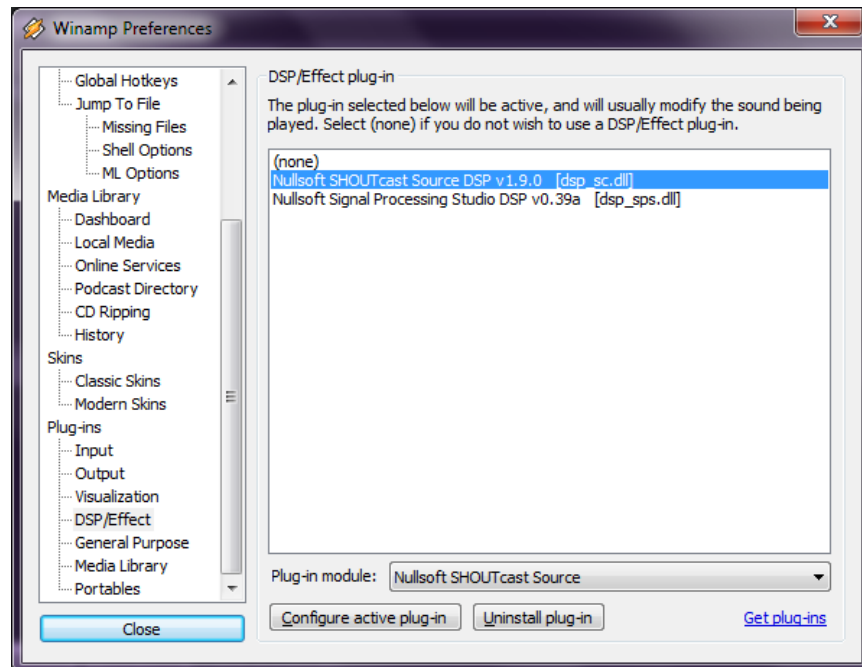 Winamp Preferences
Global Hotkeys
Jump To File
Missing Files
Shell Options
ML Options
Media Library
Dashboard
Local Media
Online Services
Podcast Directory
CD Ripping
History
Skins
Classic Skins
Modern Skins
Plug-ins
Input
Output
Visualization
DSP/Effect
General Purpose
Media Library
Portables
Close
DSP/Effect plug-in
The plug-in selected below will be active, and will usually modify the sound being
played. Select (none) if you do not wish to use a DSP/Effect plug-in.
(none)
Nullsoft SHOUTcast Source DSP v1.9.0 [dsp_sc.dll]
Nullsoft Signal Processing Studio DSP v0.39a [dsp_sps.dll]
Plug-in module: Nullsoft SHOUTcast Source
Configure active plug-in Uninstall plug-in Get plug-ins